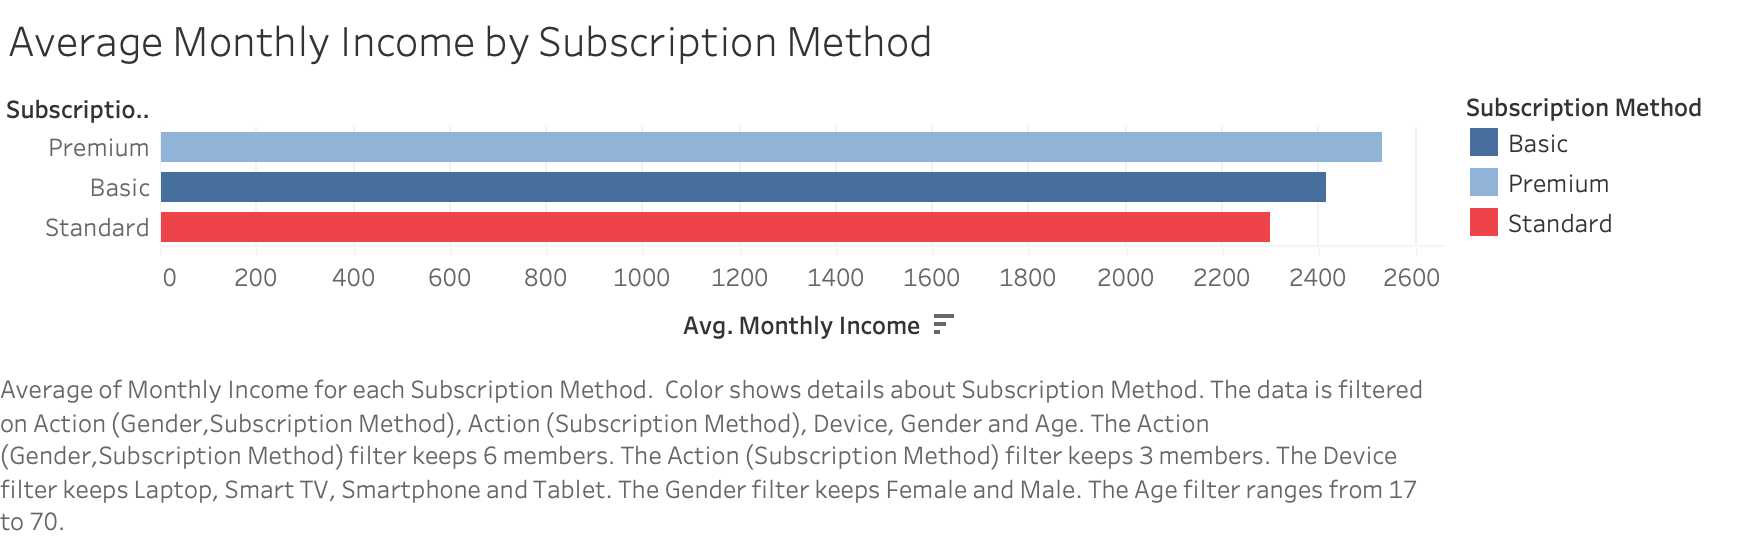 Average Monthly Income by Subscription Method
Subscriptio..
Premium
Basic
Standard
0 200 400 600 800 1000 1200 1400 1600 1800 2000 2200 2400 2600
Avg. Monthly Income
Subscription Method
Basic
Premium
Standard
Average of Monthly Income for each Subscription Method.  Color shows details about Subscription Method. The data is filtered
on Action (Gender,Subscription Method), Action (Subscription Method), Device, Gender and Age. The Action
(Gender,Subscription Method) filter keeps 6 members. The Action (Subscription Method) filter keeps 3 members. The Device
filter keeps Laptop, Smart TV, Smartphone and Tablet. The Gender filter keeps Female and Male. The Age filter ranges from 17
to 70.